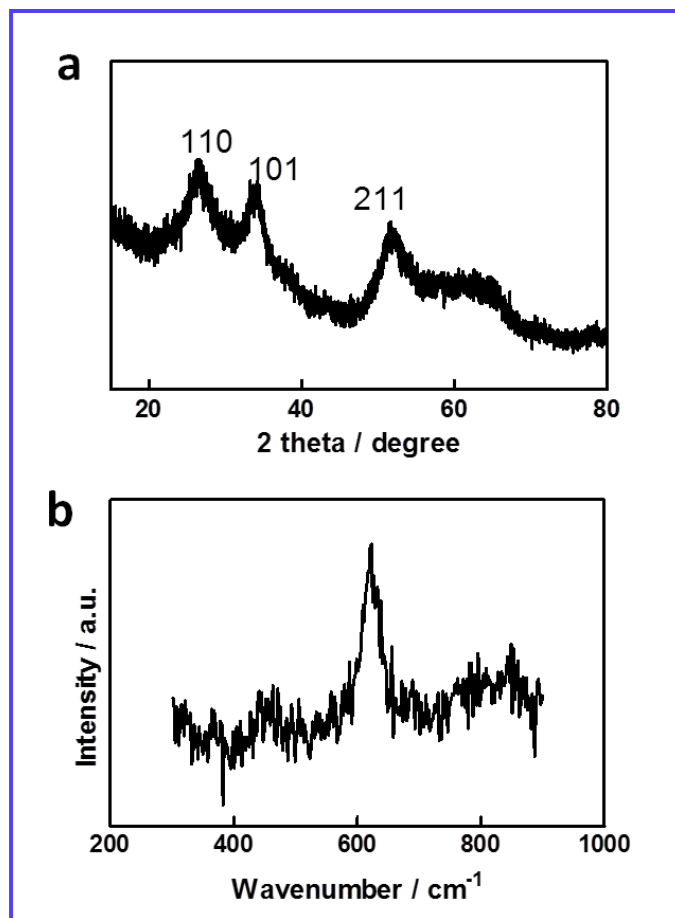 a
110
101
211
20 40 60 80
2 theta / degree
b
Intensity / a.u.
200 400 600 800 1000
Wavenumber / cm⁻¹